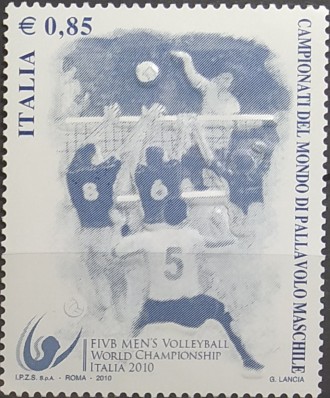 € 0,85
ITALIA
CAMPIONATI DEL MONDO DI PALLAVOLO MASCHILE
8
6
5
FIVB MEN'S VOLLEYBALL
WORLD CHAMPIONSHIP
ITALIA 2010
I.P.Z.S. S.p.A. - ROMA - 2010
G. LANCIA